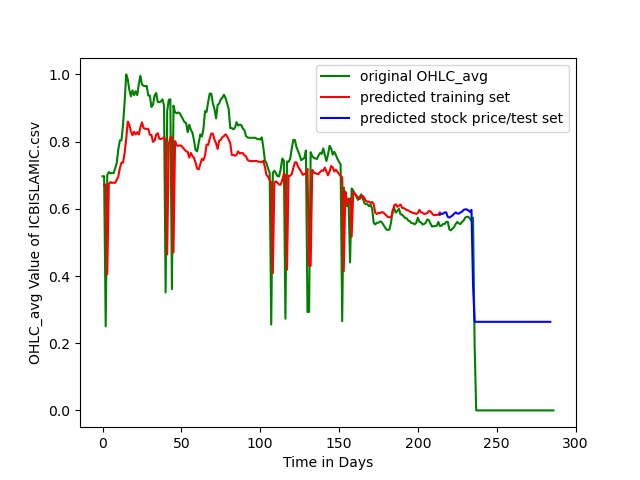 original OHLC_avg
predicted training set
predicted stock price/test set
OHLC_avg Value of ICBISLAMIC.csv
1.0
0.8
0.6
0.4
0.2
0.0
0 50 100 150 200 250 300
Time in Days